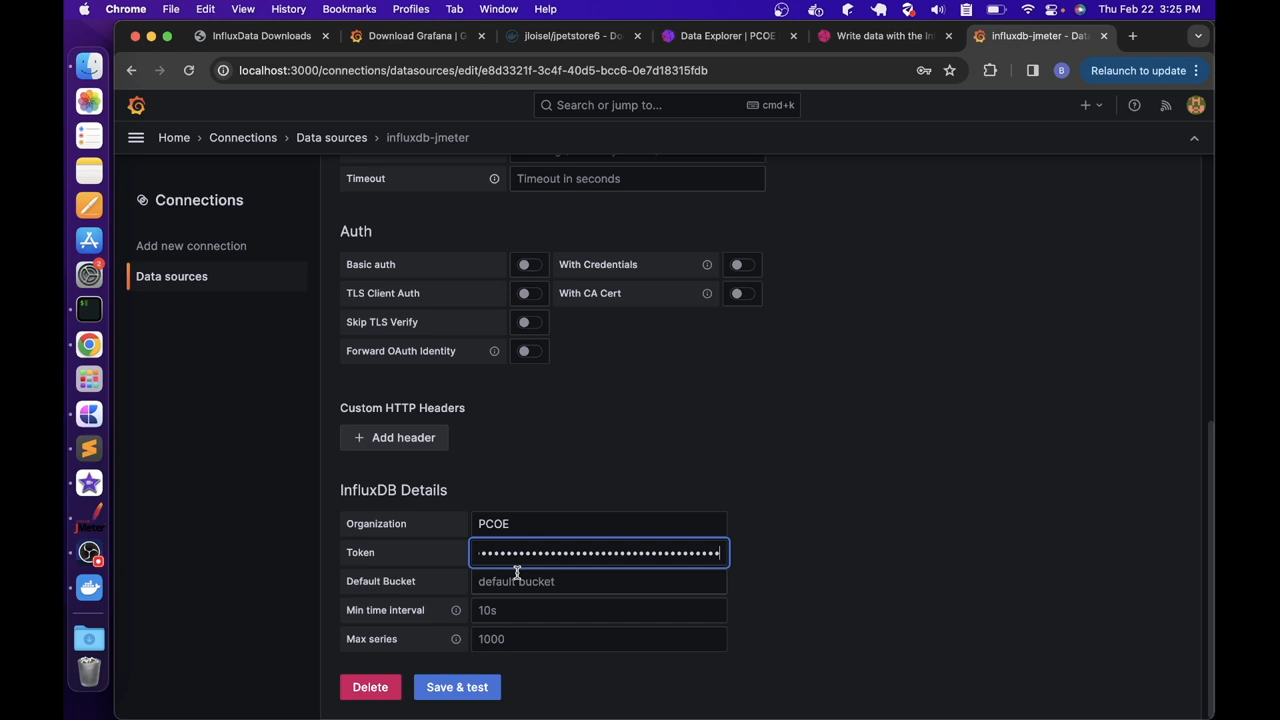 Chrome File Edit View History Bookmarks Profiles Tab Window Help Thu Feb 22 3:25 PM
InfluxData Downloads Download Grafana | G jloisel/jpetstore6 - Do Data Explorer | PCOE Write data with the In influxdb-jmeter - Data
localhost:3000/connections/datasources/edit/e8d3321f-3c4f-40d5-bcc6-0e7d18315fdb B Relaunch to update
Search or jump to... cmd+k
Home › Connections › Data sources › influxdb-jmeter
Timeout Timeout in seconds
Connections
Add new connection
Data sources
Auth
Basic auth With Credentials
TLS Client Auth With CA Cert
Skip TLS Verify
Forward OAuth Identity
Custom HTTP Headers
+ Add header
InfluxDB Details
Organization PCOE
Token
Default Bucket default bucket
Min time interval 10s
Max series 1000
Delete Save & test
2
JMeter